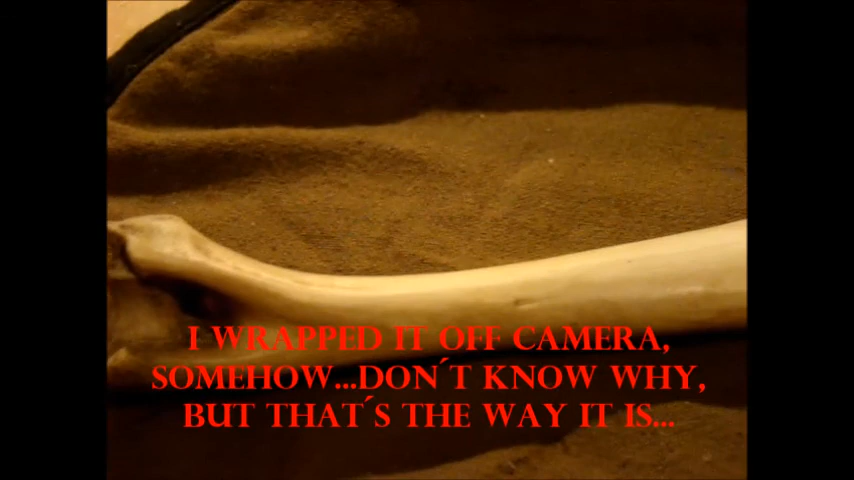 I WRAPPED IT OFF CAMERA,
SOMEHOW...DON´T KNOW WHY,
BUT THAT´S THE WAY IT IS...